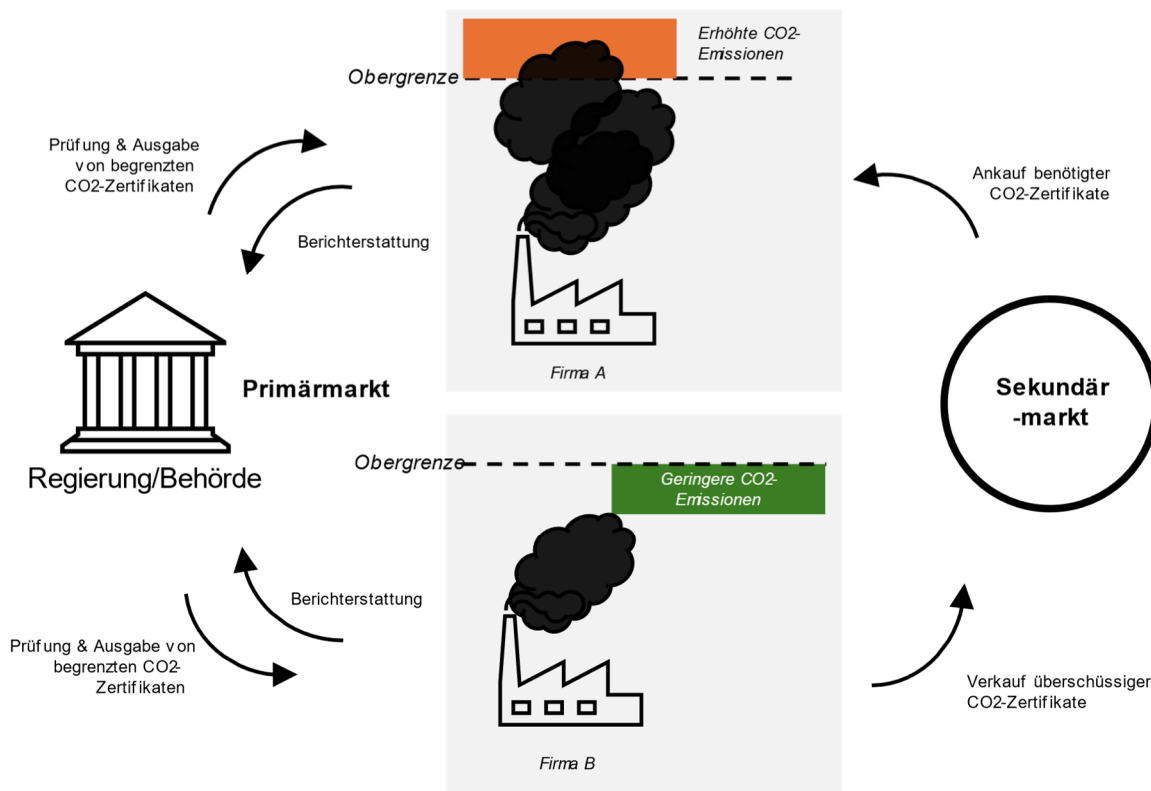 Erhöhte CO2-
Emissionen
Obergrenze
Prüfung & Ausgabe
von begrenzten
CO2-Zertifikaten
Berichterstattung
Ankauf benötigter
CO2-Zertifikate
Firma A
Primärmarkt
Regierung/Behörde
Sekundär
-markt
Obergrenze
Geringere CO2-
Emissionen
Berichterstattung
Prüfung & Ausgabe von
begrenzten CO2-
Zertifikaten
Verkauf überschüssiger
CO2-Zertifikate
Firma B